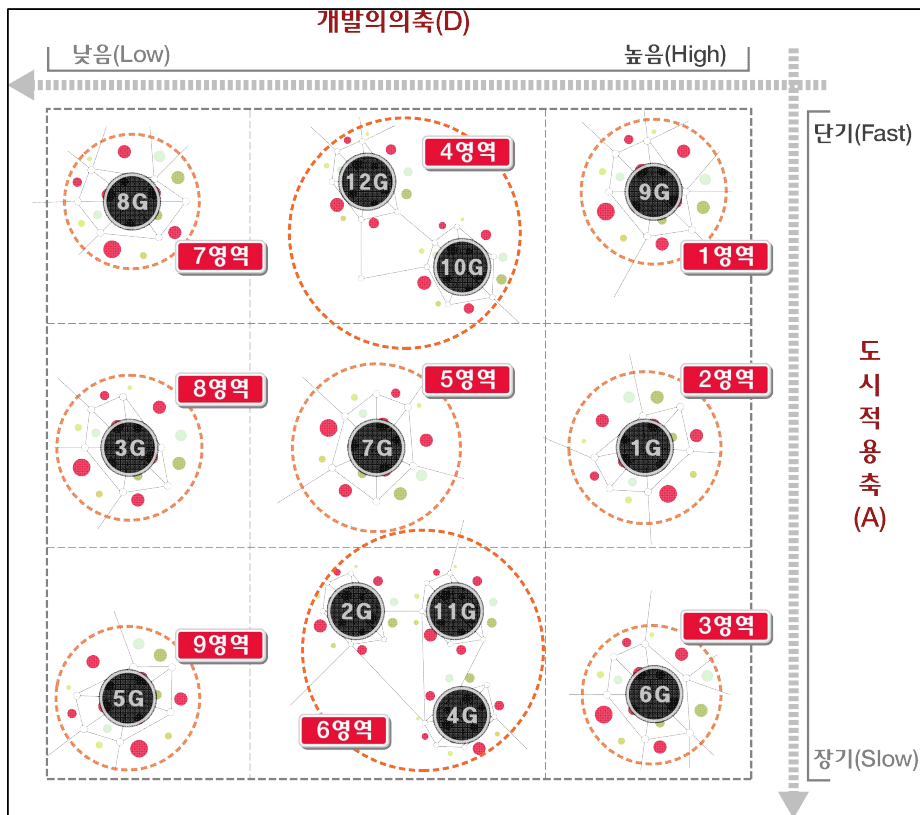 개발의의축(D)
낮음(Low)
높음(High)
단기(Fast)
4영역
12G
8G
9G
10G
7영역
1영역
도시적용축(A)
8영역
5영역
2영역
3G
7G
1G
2G
11G
9영역
3영역
5G
4G
6G
6영역
장기(Slow)